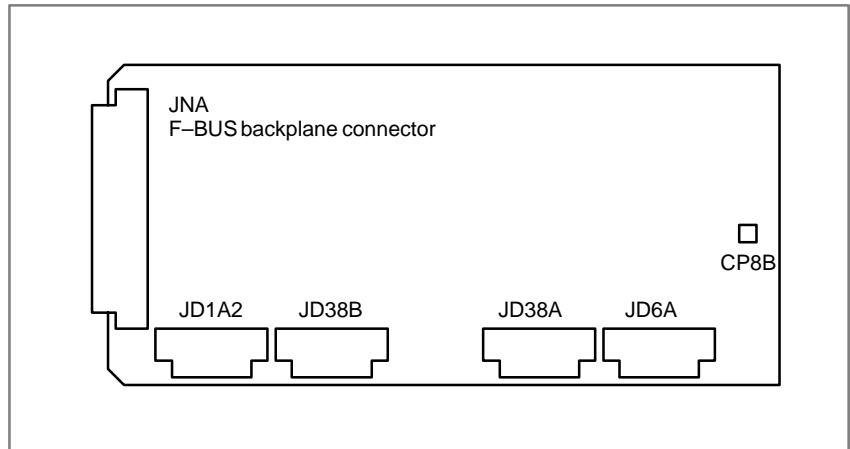 JNA
F–BUS backplane connector
CP8B
JD1A2
JD38B
JD38A
JD6A